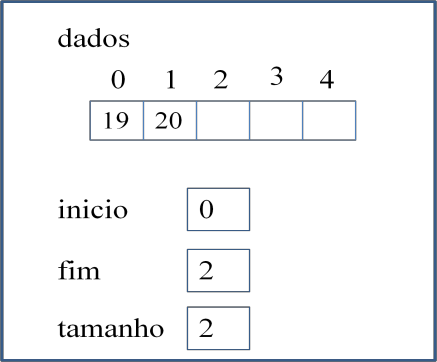 dados
0 1 2 3 4
19 20
inicio 0
fim 2
tamanho 2